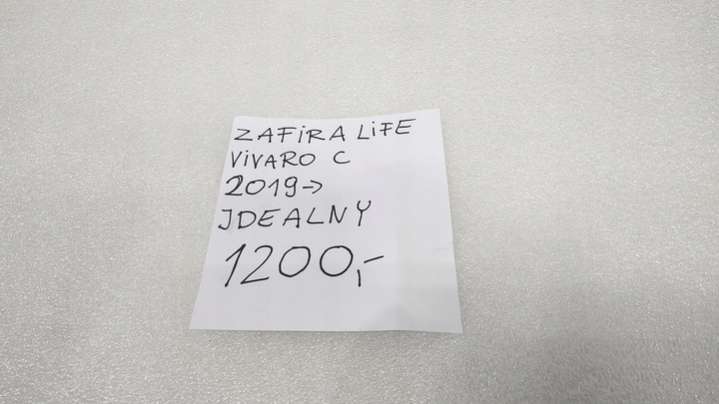 ZAFiRA LiFE
ViVARO C
2019→
JDEALNY
1200,-